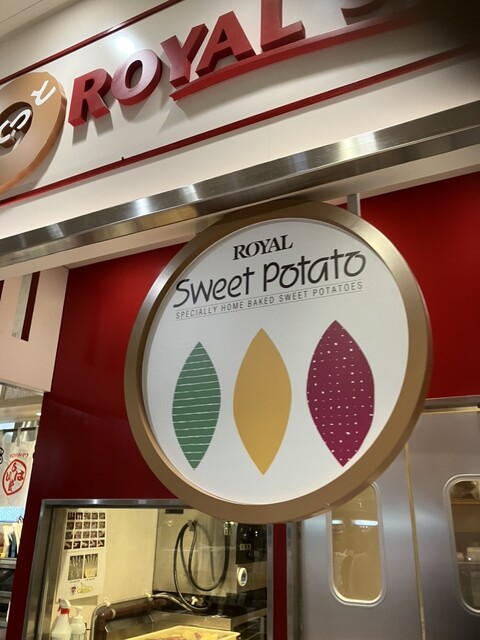 ROYAL
ROYAL
Sweet Potato
SPECIALLY HOME BAKED SWEET POTATOES